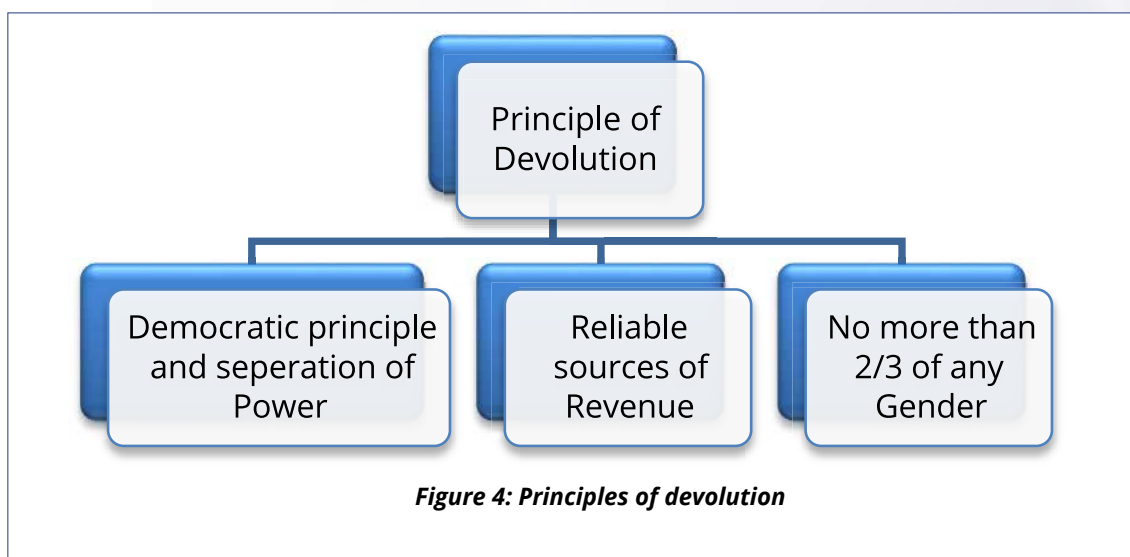 Principle of
Devolution
Democratic principle
and seperation of
Power
Reliable
sources of
Revenue
No more than
2/3 of any
Gender
Figure 4: Principles of devolution